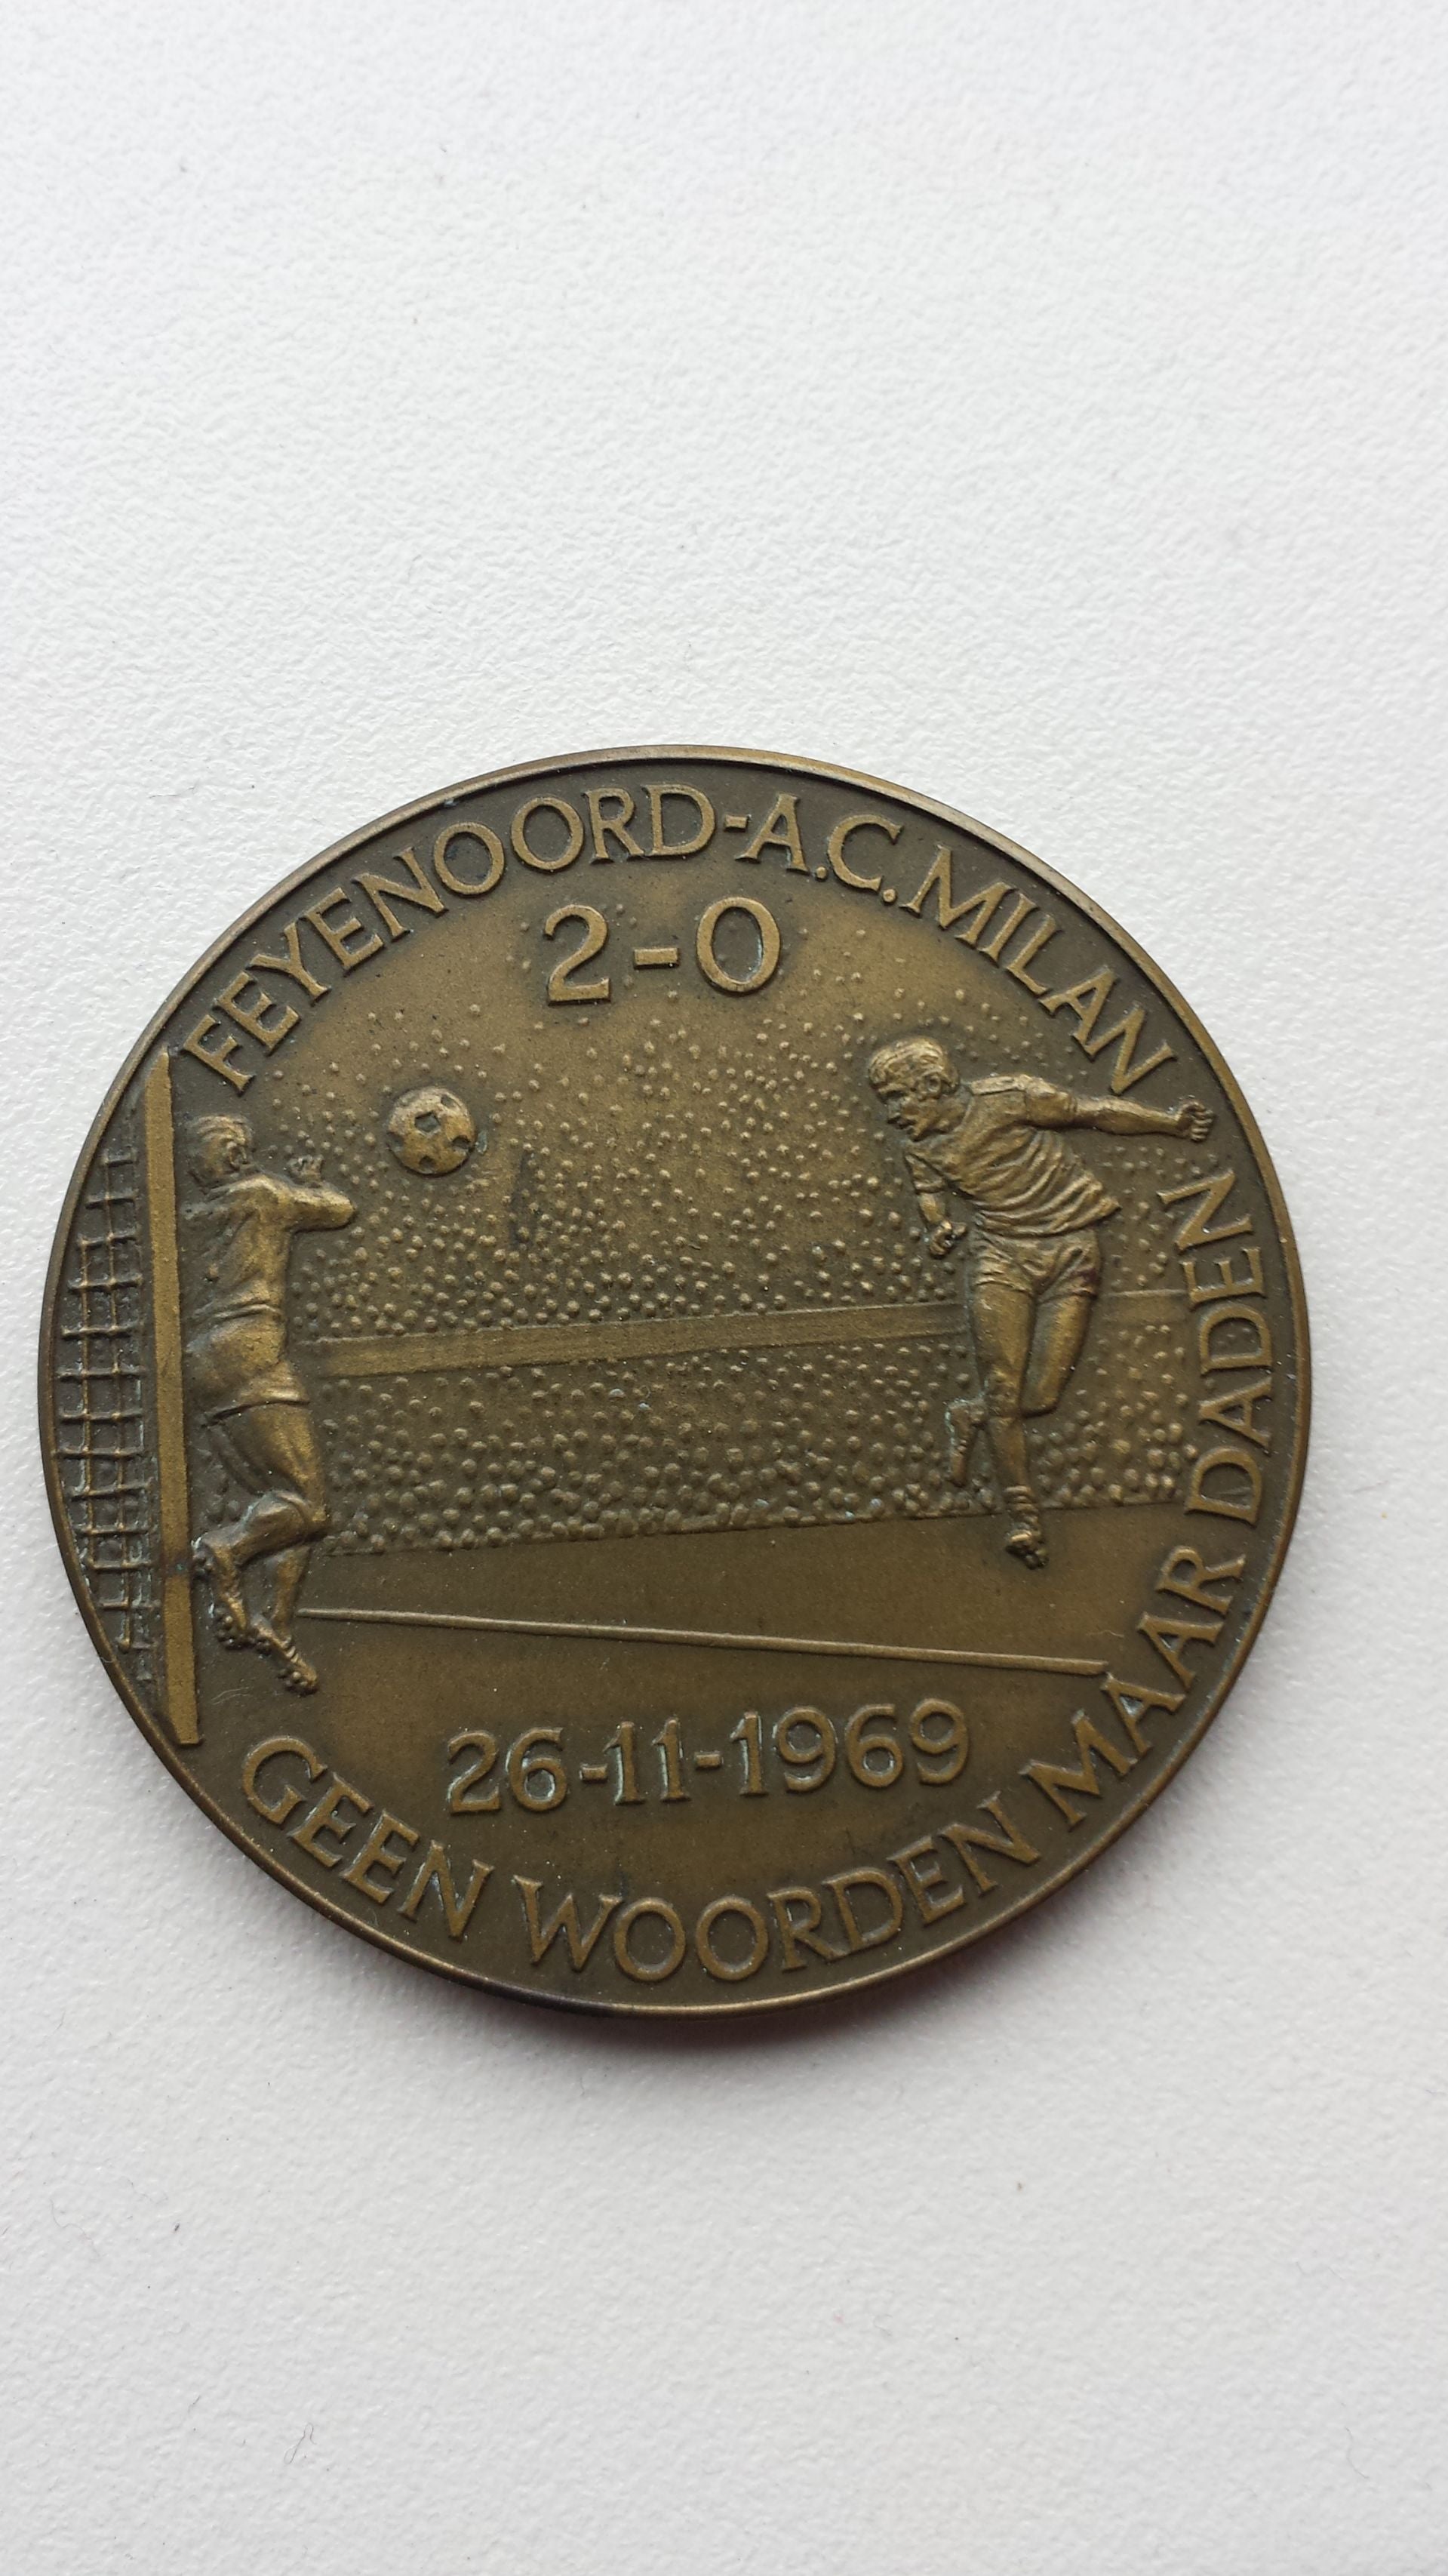 FEYENOORD-A.C.MILAN
2-0
26-11-1969
GEEN WOORDEN MAAR DADEN